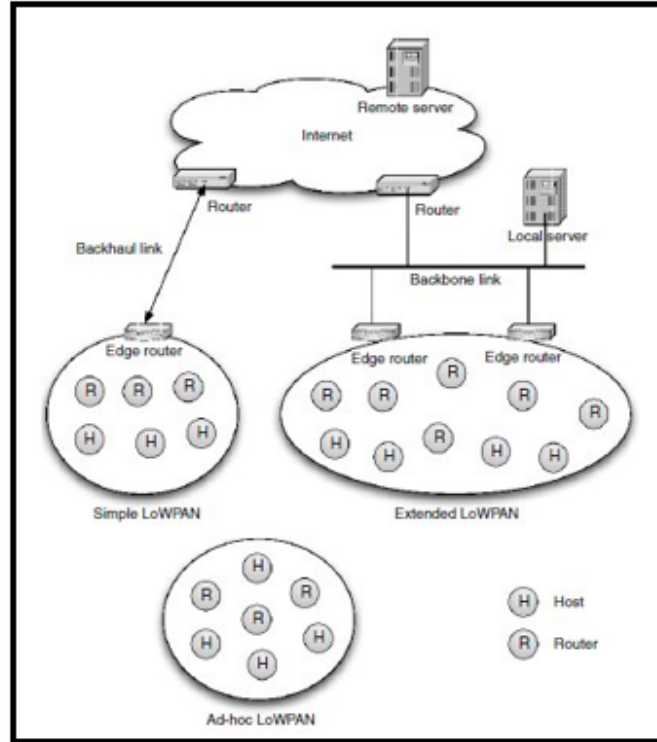 Remote server
Internet
Router
Router
Local server
Backhaul link
Backbone link
Edge router
Edge router
Edge router
R R R
H H H
R R R R R
H H R H H
Simple LoWPAN
Extended LoWPAN
H
R R
R
H H
H
H Host
R Router
Ad-hoc LoWPAN